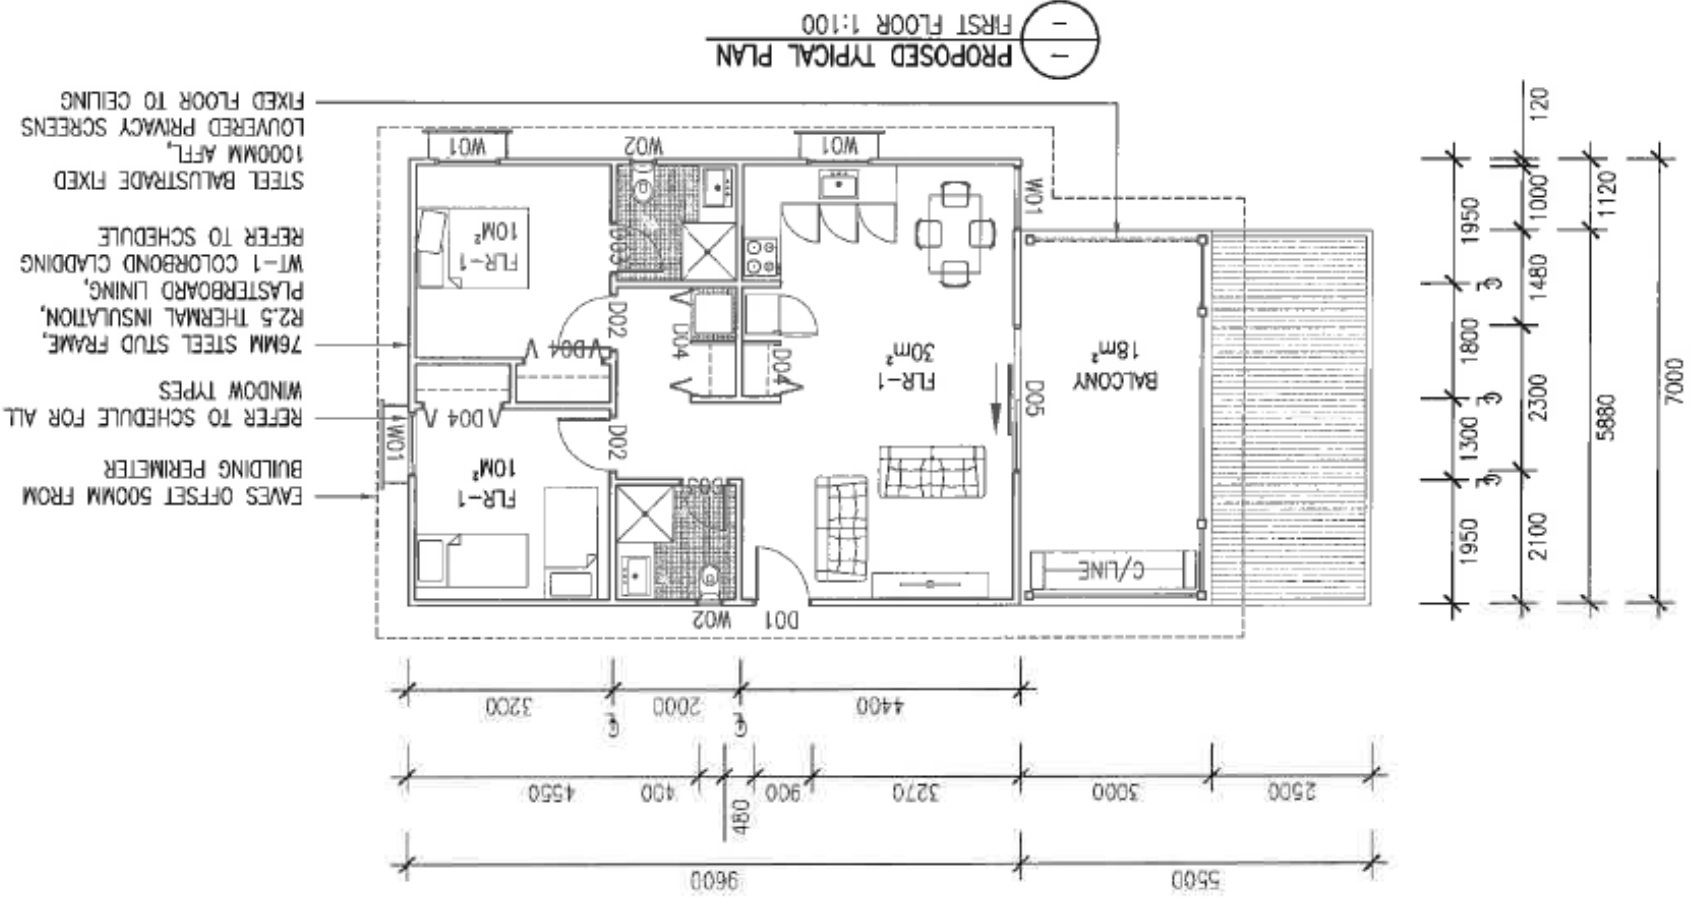 5500
9600
480
2500
3000
3270
900
400
4550
4400
2000
3200
D01
W02
C/LINE
D03
FLR-1
10M²
D02
D04
W01
BALCONY
18m²
D05
FLR-1
30m²
D04
D04
D04
D02
FLR-1
10M²
D03
W01
W01
W02
W01
7000
5880
1120
2100
2300
1480
1000
120
1950
1300
1800
1950
EAVES OFFSET 500MM FROM
BUILDING PERIMETER
REFER TO SCHEDULE FOR ALL
WINDOW TYPES
76MM STEEL STUD FRAME,
R2.5 THERMAL INSULATION,
PLASTERBOARD LINING,
WT-1 COLORBOND CLADDING
REFER TO SCHEDULE
STEEL BALUSTRADE FIXED
1000MM AFFL,
LOUVERED PRIVACY SCREENS
FIXED FLOOR TO CEILING
PROPOSED TYPICAL PLAN
FIRST FLOOR 1:100